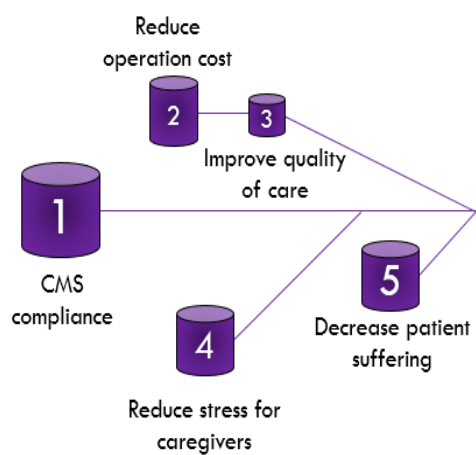 Reduce
operation cost
2
3
Improve quality
of care
1
CMS
compliance
5
Decrease patient
suffering
4
Reduce stress for
caregivers